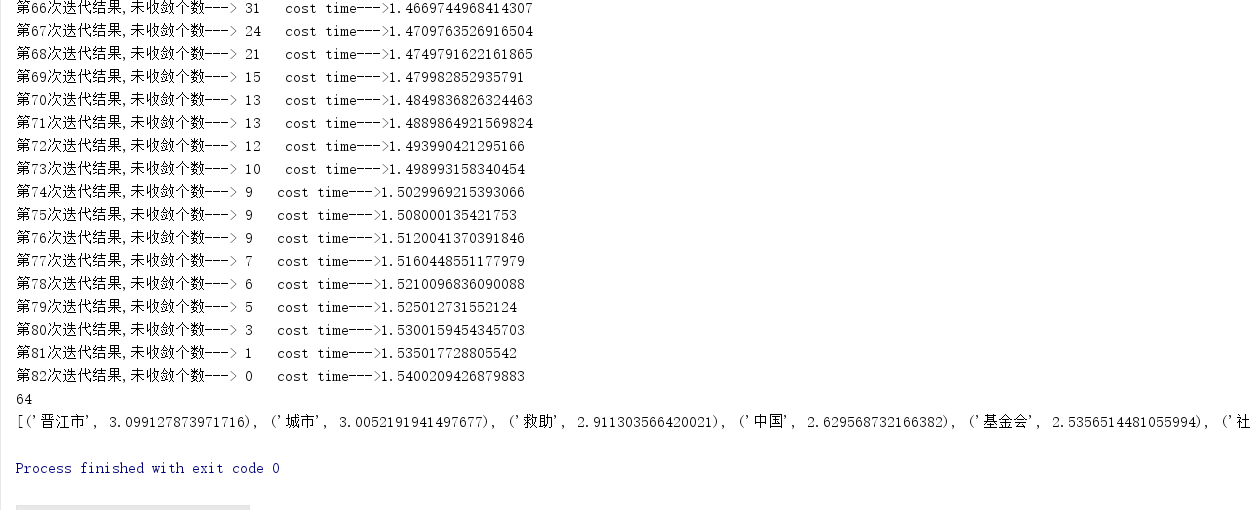 第66次迭代结果,未收敛个数---> 31   cost time--->1.4669744968414307
第67次迭代结果,未收敛个数---> 24   cost time--->1.4709763526916504
第68次迭代结果,未收敛个数---> 21   cost time--->1.4749791622161865
第69次迭代结果,未收敛个数---> 15   cost time--->1.479982852935791
第70次迭代结果,未收敛个数---> 13   cost time--->1.4849836826324463
第71次迭代结果,未收敛个数---> 13   cost time--->1.4889864921569824
第72次迭代结果,未收敛个数---> 12   cost time--->1.493990421295166
第73次迭代结果,未收敛个数---> 10   cost time--->1.498993158340454
第74次迭代结果,未收敛个数---> 9   cost time--->1.5029969215393066
第75次迭代结果,未收敛个数---> 9   cost time--->1.508000135421753
第76次迭代结果,未收敛个数---> 9   cost time--->1.5120041370391846
第77次迭代结果,未收敛个数---> 7   cost time--->1.5160448551177979
第78次迭代结果,未收敛个数---> 6   cost time--->1.5210096836090088
第79次迭代结果,未收敛个数---> 5   cost time--->1.525012731552124
第80次迭代结果,未收敛个数---> 3   cost time--->1.5300159454345703
第81次迭代结果,未收敛个数---> 1   cost time--->1.535017728805542
第82次迭代结果,未收敛个数---> 0   cost time--->1.5400209426879883
64
[('晋江市', 3.099127873971716), ('城市', 3.0052191941497677), ('救助', 2.911303566420021), ('中国', 2.629568732166382), ('基金会', 2.5356514481055994), ('社
Process finished with exit code 0